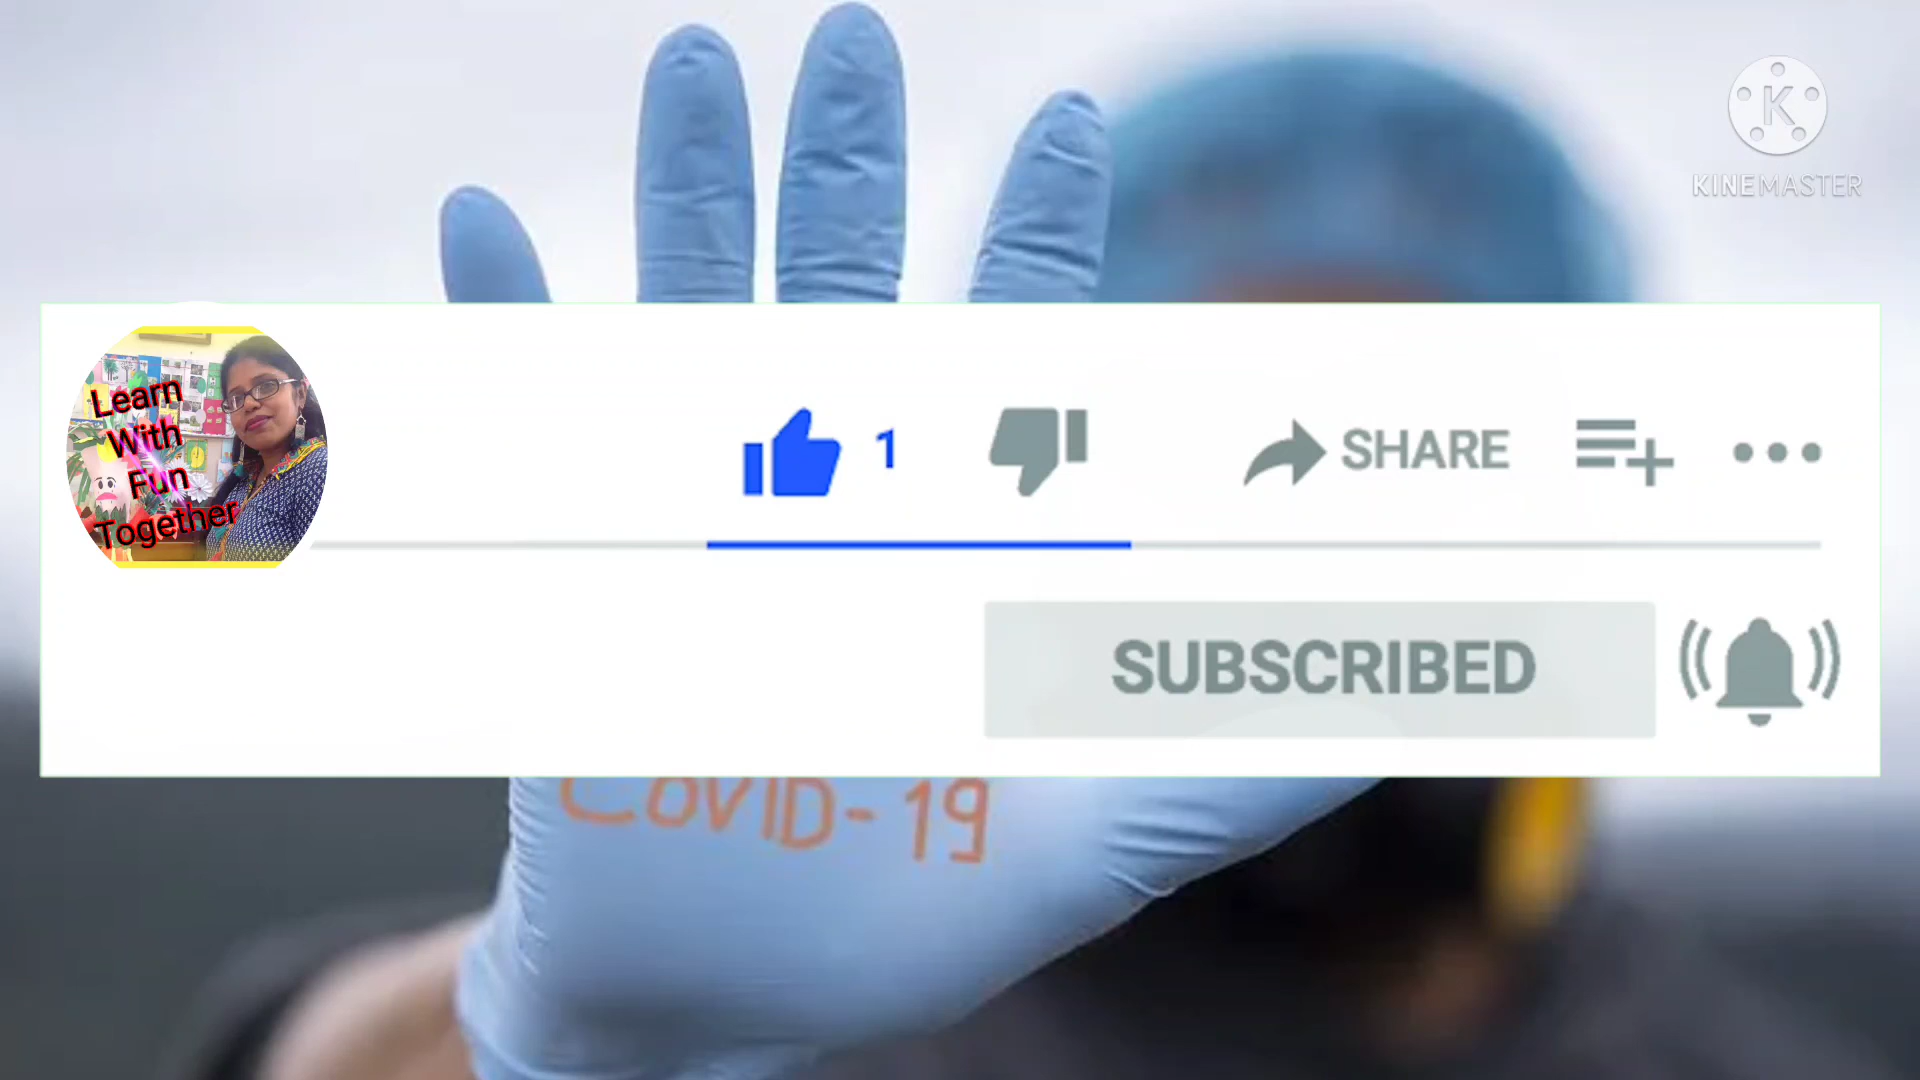 K
KINEMASTER
Learn
With
Fun
Together
1
SHARE
SUBSCRIBED
COVID-19